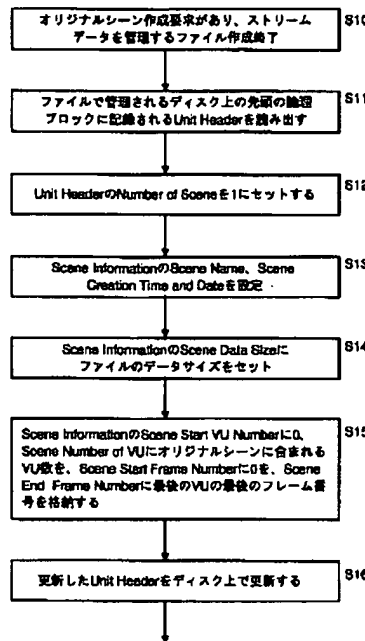 オリジナルシーン作成要求があり、ストリーム
データを管理するファイル作成終了
S10
ファイルで管理されるディスク上の先頭の論理
ブロックに記録されるUnit Headerを読み出す
S11
Unit HeaderのNumber of Sceneを1にセットする
S12
Scene InformationのScene Name、Scene
Creation Time and Dateを設定
S13
Scene InformationのScene Data Sizeに
ファイルのデータサイズをセット
S14
Scene InformationのScene Start VU Numberに0、
Scene Number of VUにオリジナルシーンに含まれる
VU数を、Scene Start Frame Numberに0を、Scene
End Frame Numberに最後のVUの最後のフレーム番
号を格納する
S15
更新したUnit Headerをディスク上で更新する
S16